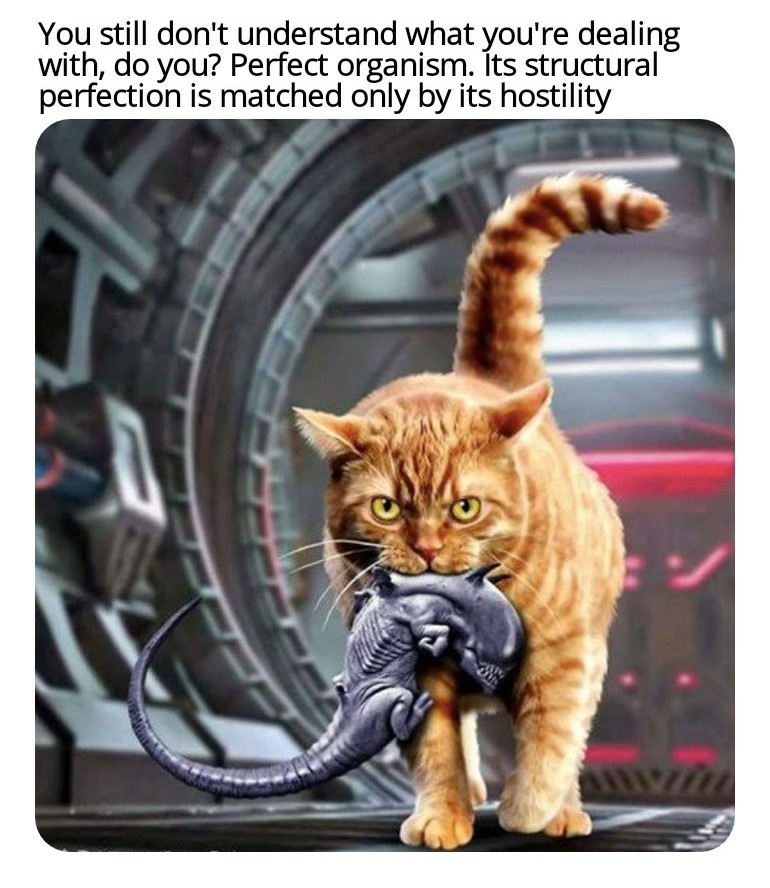 You still don't understand what you're dealing
with, do you? Perfect organism. Its structural
perfection is matched only by its hostility